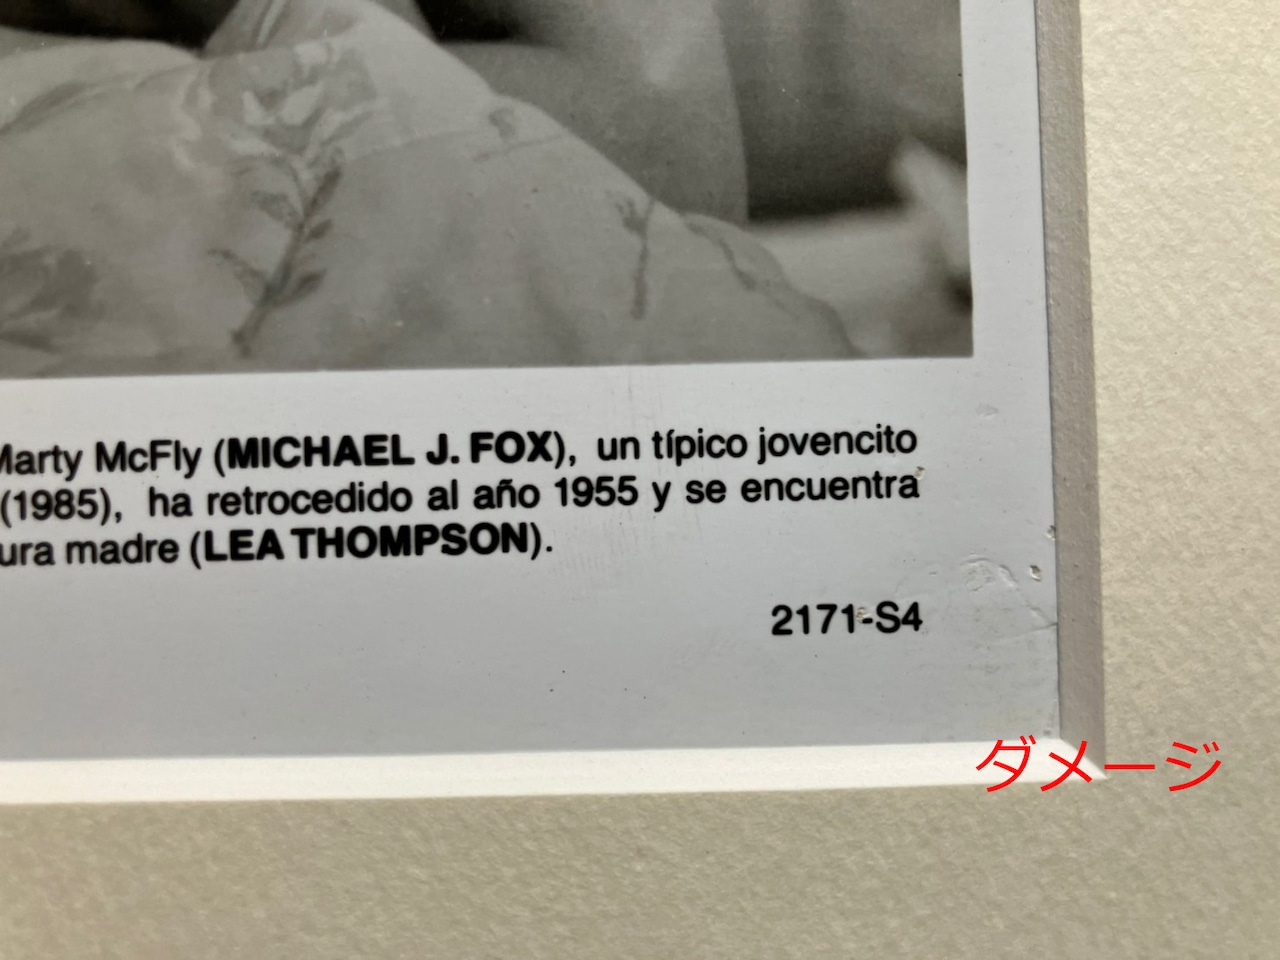 Marty McFly (MICHAEL J. FOX), un típico jovencito
(1985), ha retrocedido al año 1955 y se encuentra
ura madre (LEA THOMPSON).
2171-S4
ダメージ